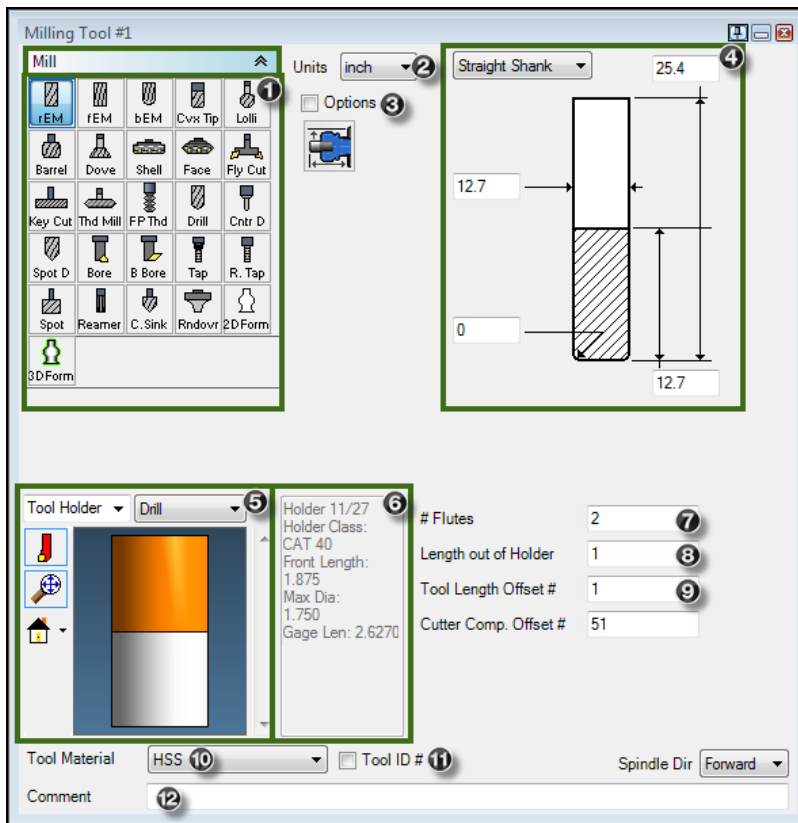 Milling Tool #1
Mill
Units inch 2
Straight Shank 25.4 4
1
rEM fEM bEM Cvx Tip Lolli
Options 3
Barrel Dove Shell Face Fly Cut
12.7
Key Cut Thd Mill FP Thd Drill Cntr D
Spot D Bore B Bore Tap R. Tap
Spot Reamer C.Sink Rndovr 2DForm
0
3DForm
12.7
Tool Holder Drill 5
Holder 11/27 6
Holder Class:
CAT 40
Front Length:
1.875
Max Dia:
1.750
Gage Len: 2.6270
# Flutes 2 7
Length out of Holder 1 8
Tool Length Offset # 1 9
Cutter Comp. Offset # 51
Tool Material HSS 10 Tool ID # 11 Spindle Dir Forward
Comment 12